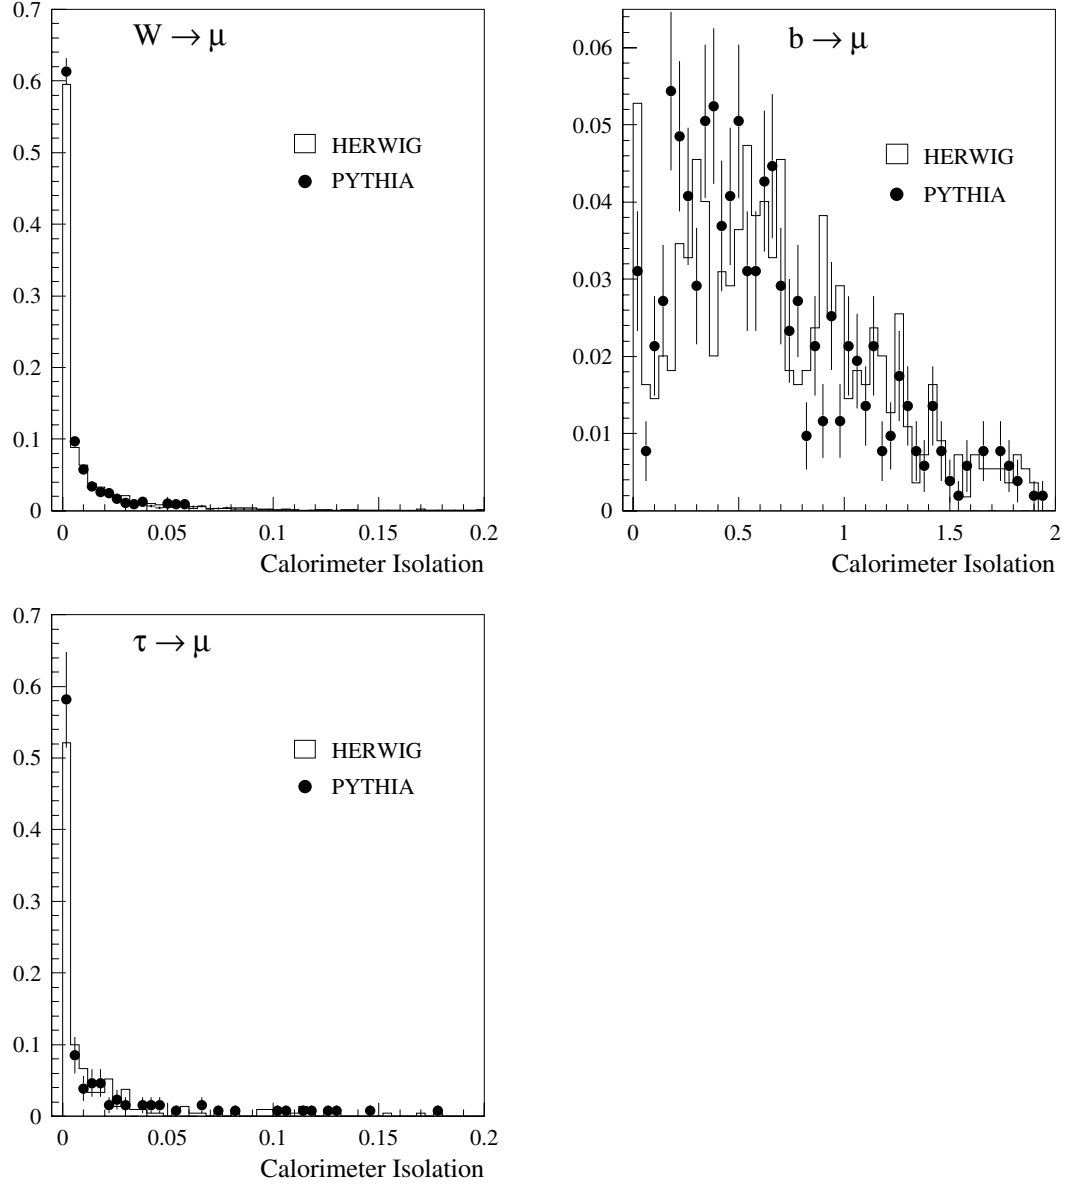 W → μ
HERWIG
PYTHIA
0.7
0.6
0.5
0.4
0.3
0.2
0.1
0
0 0.05 0.1 0.15 0.2
Calorimeter Isolation
b → μ
HERWIG
PYTHIA
0.06
0.05
0.04
0.03
0.02
0.01
0
0 0.5 1 1.5 2
Calorimeter Isolation
τ → μ
HERWIG
PYTHIA
0.7
0.6
0.5
0.4
0.3
0.2
0.1
0
0 0.05 0.1 0.15 0.2
Calorimeter Isolation